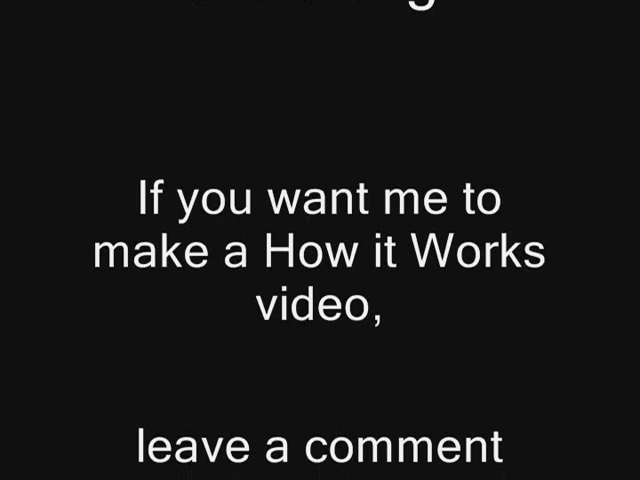 If you want me to
make a How it Works
video,
leave a comment